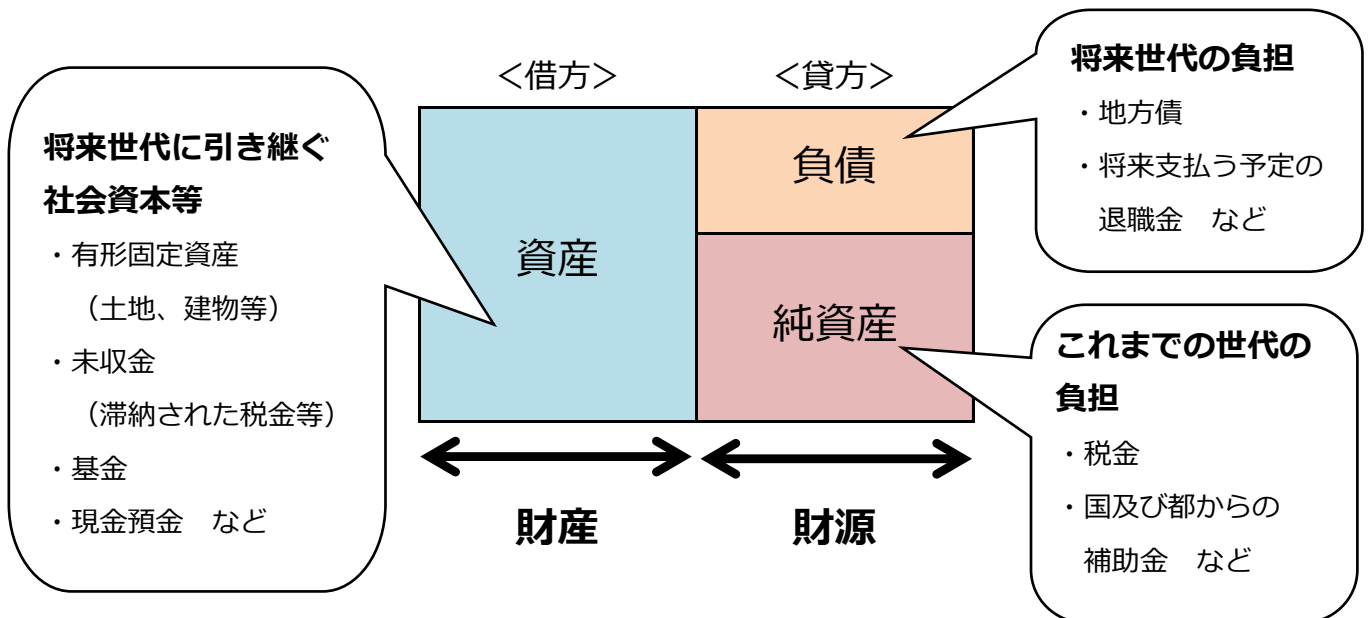 将来世代に引き継ぐ
社会資本等
・有形固定資産
（土地、建物等）
・未収金
（滞納された税金等）
・基金
・現金預金　など
＜借方＞
＜貸方＞
資産
負債
純資産
財産
財源
将来世代の負担
・地方債
・将来支払う予定の
退職金　など
これまでの世代の
負担
・税金
・国及び都からの
補助金　など